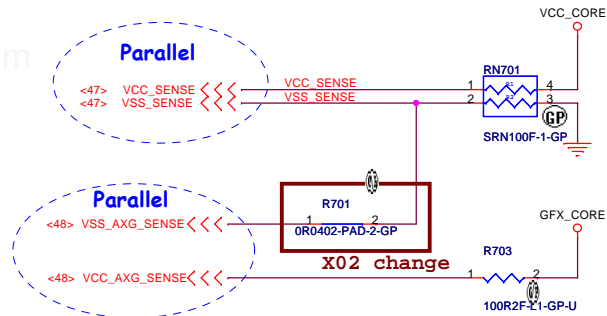 VCC_CORE
Parallel
<47> VCC_SENSE
VCC_SENSE
<47> VSS_SENSE
VSS_SENSE
RN701
1
4
R1
2
3
R2
GP
SRN100F-1-GP
m
Parallel
<48> VSS_AXG_SENSE
R701
1
2
0R0402-PAD-2-GP
X02 change
GFX_CORE
<48> VCC_AXG_SENSE
R703
1
2
100R2F-L1-GP-U